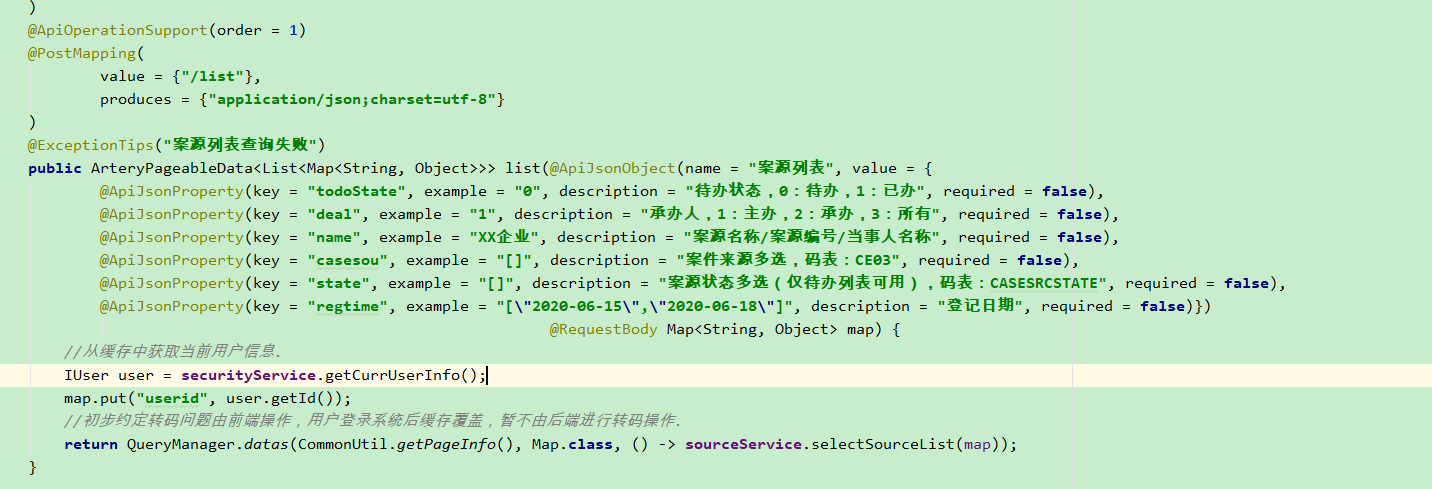 )
@ApiOperationSupport(order = 1)
@PostMapping(
value = {"/list"},
produces = {"application/json;charset=utf-8"}
)
@ExceptionTips("案源列表查询失败")
public ArteryPageableData<List<Map<String, Object>>> list(@ApiJsonObject(name = "案源列表", value = {
@ApiJsonProperty(key = "todoState", example = "0", description = "待办状态，0：待办，1：已办", required = false),
@ApiJsonProperty(key = "deal", example = "1", description = "承办人，1：主办，2：承办，3：所有", required = false),
@ApiJsonProperty(key = "name", example = "XX企业", description = "案源名称/案源编号/当事人名称", required = false),
@ApiJsonProperty(key = "casesou", example = "[]", description = "案件来源多选，码表：CE03", required = false),
@ApiJsonProperty(key = "state", example = "[]", description = "案源状态多选（仅待办列表可用），码表：CASESRCSTATE", required = false),
@ApiJsonProperty(key = "regtime", example = "[\"2020-06-15\",\"2020-06-18\"]", description = "登记日期", required = false)})
@RequestBody Map<String, Object> map) {
//从缓存中获取当前用户信息.
IUser user = securityService.getCurrUserInfo();
map.put("userid", user.getId());
//初步约定转码问题由前端操作，用户登录系统后缓存覆盖，暂不由后端进行转码操作.
return QueryManager.datas(CommonUtil.getPageInfo(), Map.class, () -> sourceService.selectSourceList(map));
}